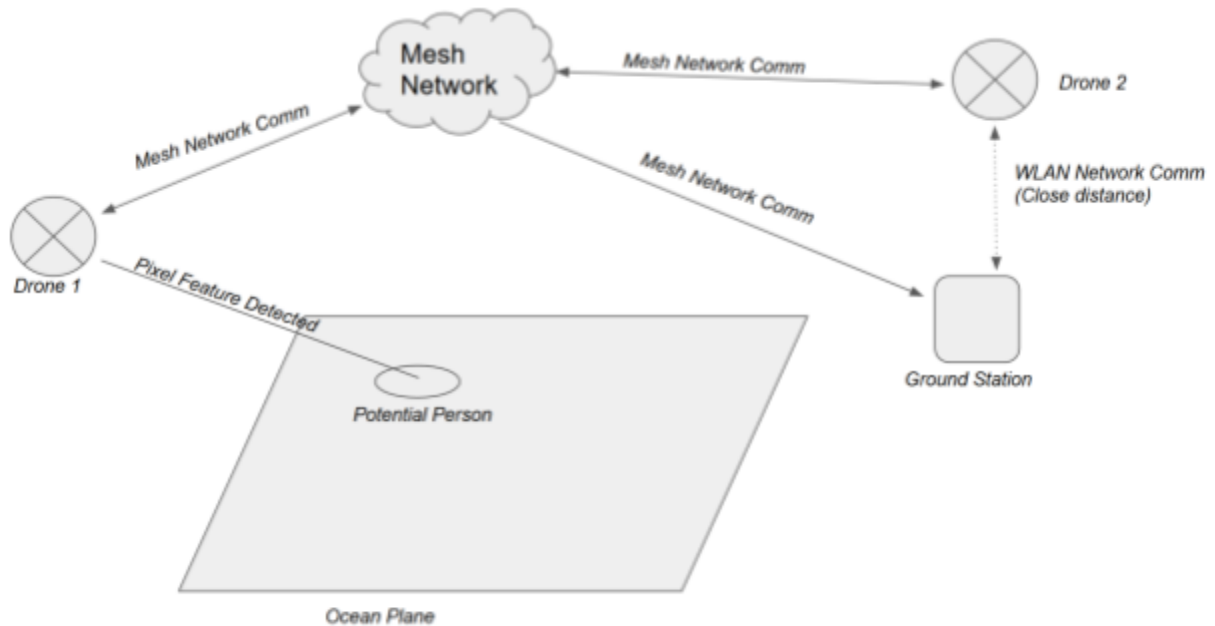 Mesh
Network
Mesh Network Comm
Drone 2
Mesh Network Comm
Mesh Network Comm
WLAN Network Comm
(Close distance)
Pixel Feature Detected
Drone 1
Ground Station
Potential Person
Ocean Plane